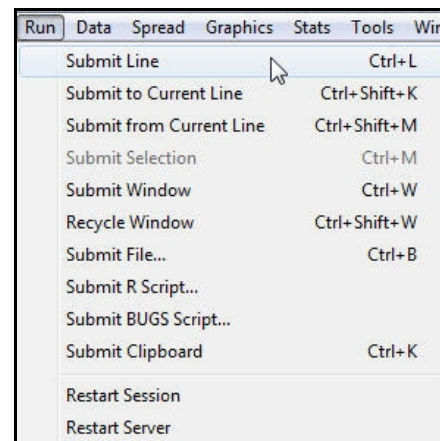 Run Data Spread Graphics Stats Tools
Submit Line Ctrl+L
Submit to Current Line Ctrl+Shift+K
Submit from Current Line Ctrl+Shift+M
Submit Selection Ctrl+M
Submit Window Ctrl+W
Recycle Window Ctrl+Shift+W
Submit File... Ctrl+B
Submit R Script...
Submit BUGS Script...
Submit Clipboard Ctrl+K
Restart Session
Restart Server